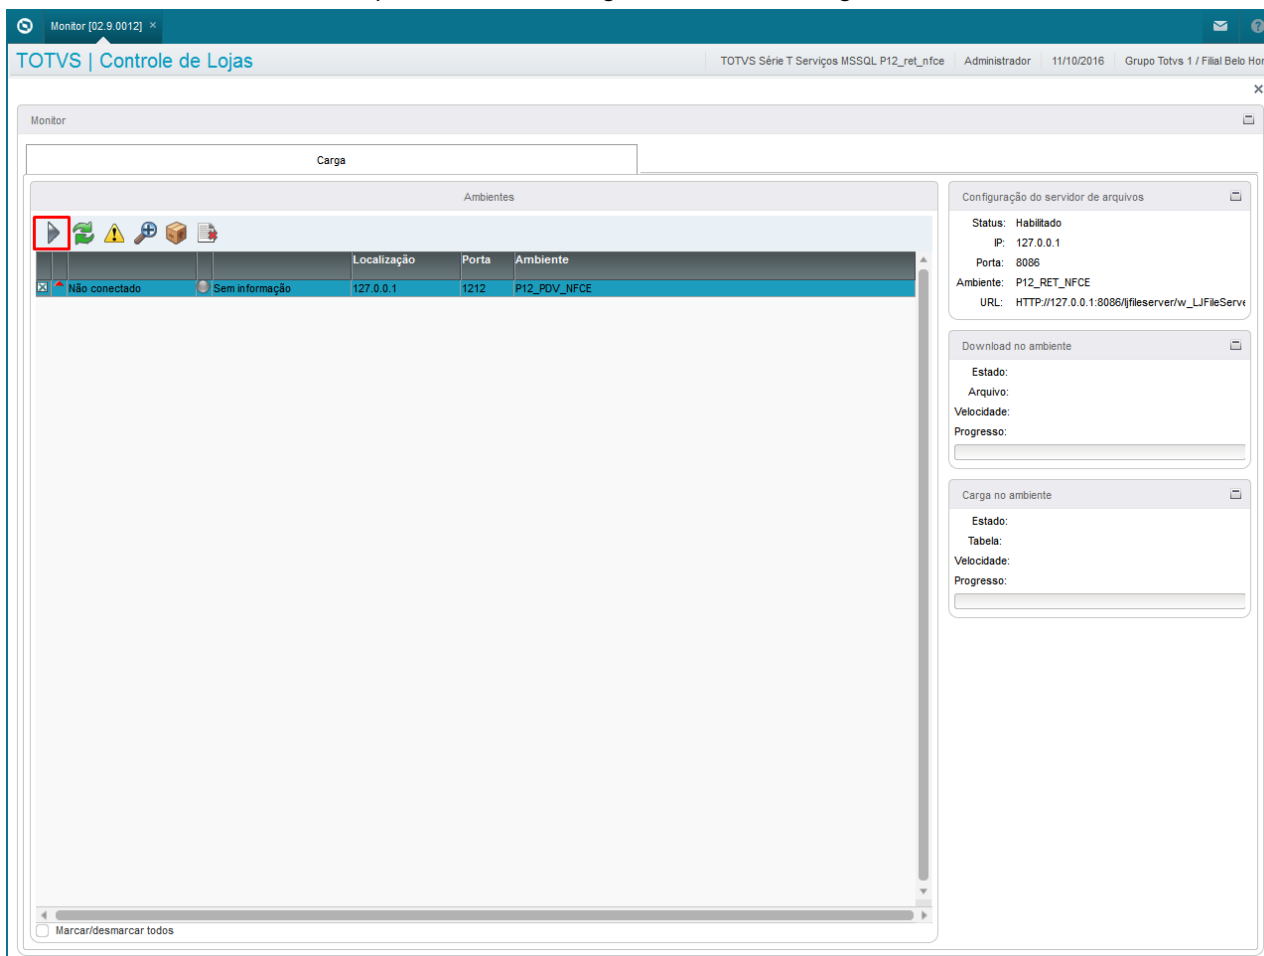 Monitor [02.9.0012] ×
TOTVS | Controle de Lojas
TOTVS Série T Serviços MSSQL P12_ret_nfce
Administrador
11/10/2016
Grupo Totvs 1 / Filial Belo Hor
Monitor
Carga
Ambientes
Localização Porta Ambiente
Não conectado Sem informação 127.0.0.1 1212 P12_PDV_NFCE
Marcar/desmarcar todos
Configuração do servidor de arquivos
Status: Habilitado
IP: 127.0.0.1
Porta: 8086
Ambiente: P12_RET_NFCE
URL: HTTP://127.0.0.1:8086/ljfileserver/w_LJFileServe
Download no ambiente
Estado:
Arquivo:
Velocidade:
Progresso:
Carga no ambiente
Estado:
Tabela:
Velocidade:
Progresso: